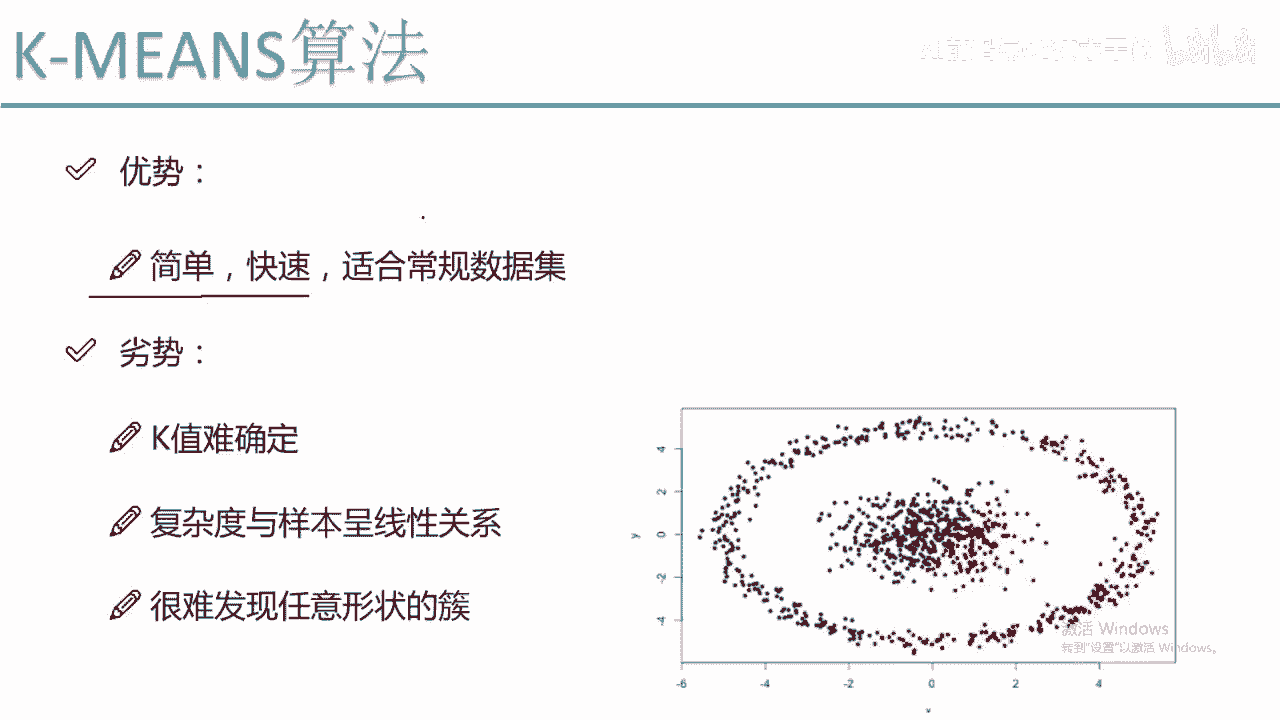 K-MEANS算法
优势：
简单，快速，适合常规数据集
劣势：
K值难确定
复杂度与样本呈线性关系
很难发现任意形状的簇
4
2
0
-2
-4
y
-6
-4
-2
0
2
4
激活 Windows
转到"设置"以激活 Windows。